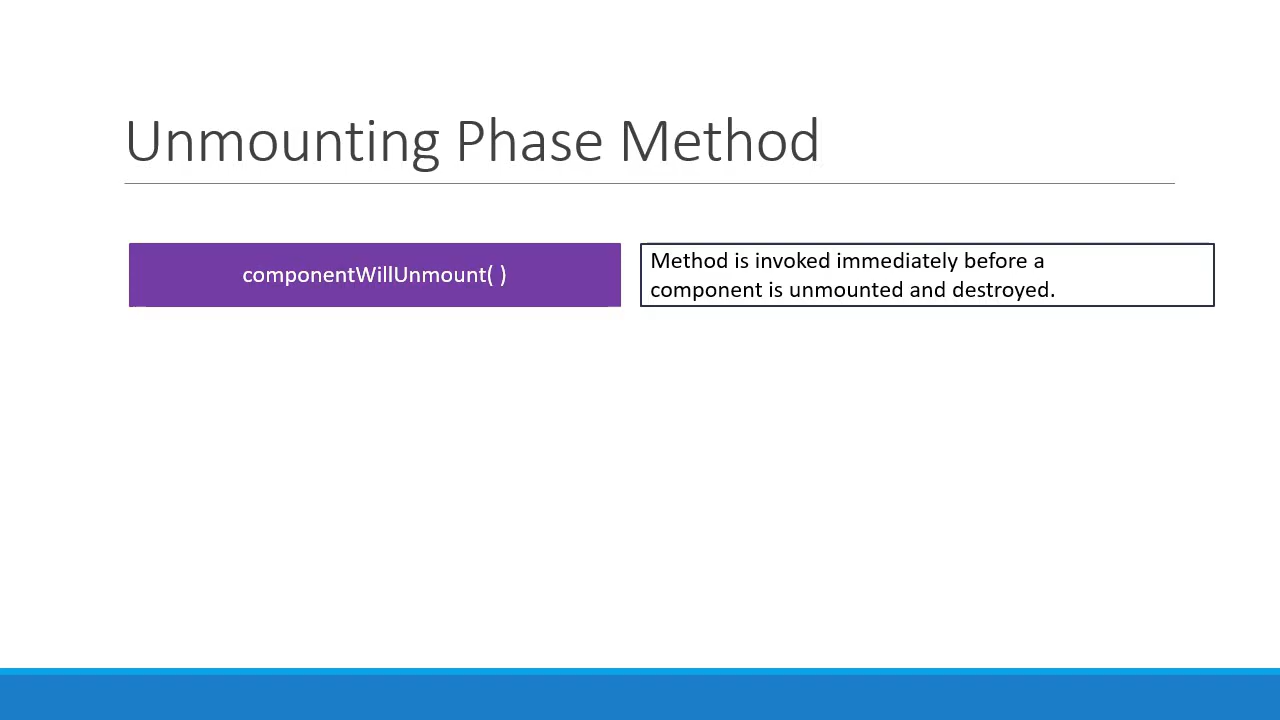 Unmounting Phase Method
componentWillUnmount( )
Method is invoked immediately before a
component is unmounted and destroyed.